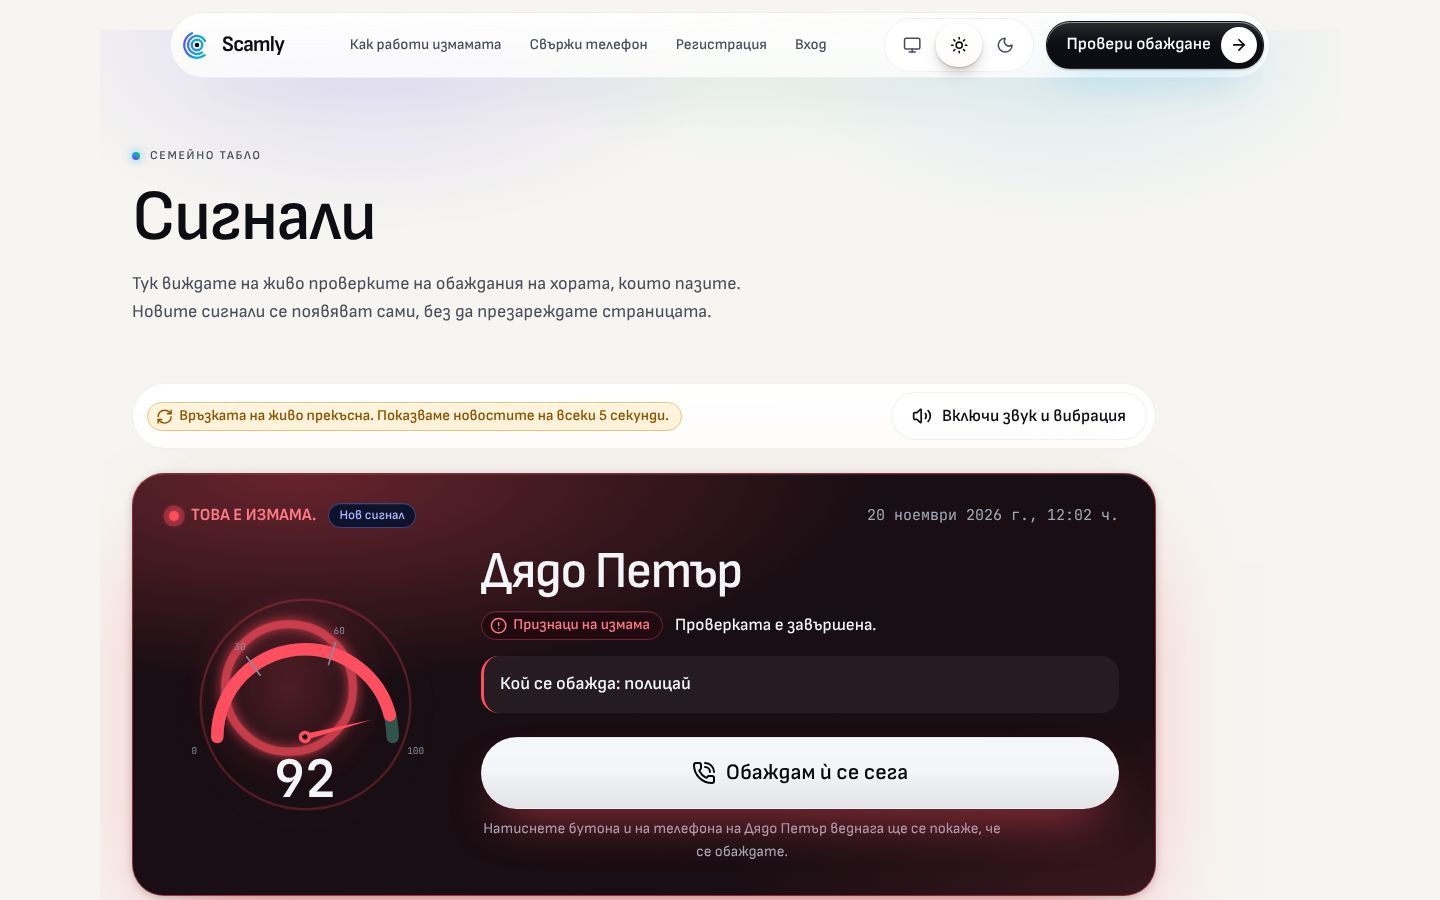 Scamly
Как работи измамата
Свържи телефон
Регистрация
Вход
Провери обаждане
СЕМЕЙНО ТАБЛО
Сигнали
Тук виждате на живо проверките на обаждания на хората, които пазите.
Новите сигнали се появяват сами, без да презареждате страницата.
Връзката на живо прекъсна. Показваме новостите на всеки 5 секунди.
Включи звук и вибрация
ТОВА Е ИЗМАМА.
Нов сигнал
20 ноември 2026 г., 12:02 ч.
Дядо Петър
Признаци на измама
Проверката е завършена.
Кой се обажда: полицай
0
30
60
100
92
Обаждам ѝ се сега
Натиснете бутона и на телефона на Дядо Петър веднага ще се покаже, че
се обаждате.